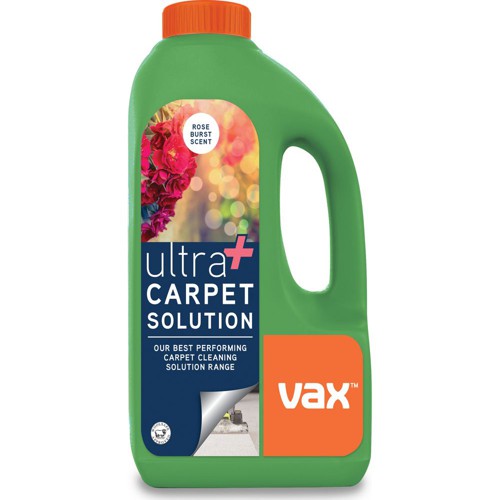 ROSE
BURST
SCENT
ultra+
CARPET
SOLUTION
OUR BEST PERFORMING
CARPET CLEANING
SOLUTION RANGE
vax™